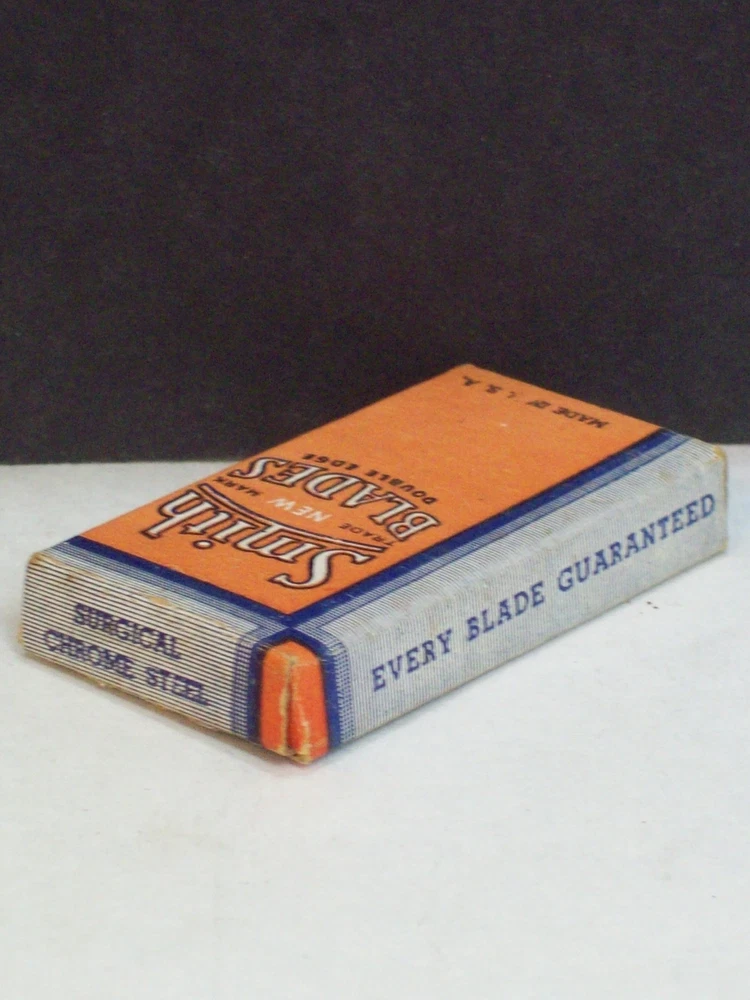 Smith
TRADE NEW MARK
BLADES
DOUBLE EDGE
MADE IN U.S.A.
SURGICAL
CHROME STEEL
EVERY BLADE GUARANTEED